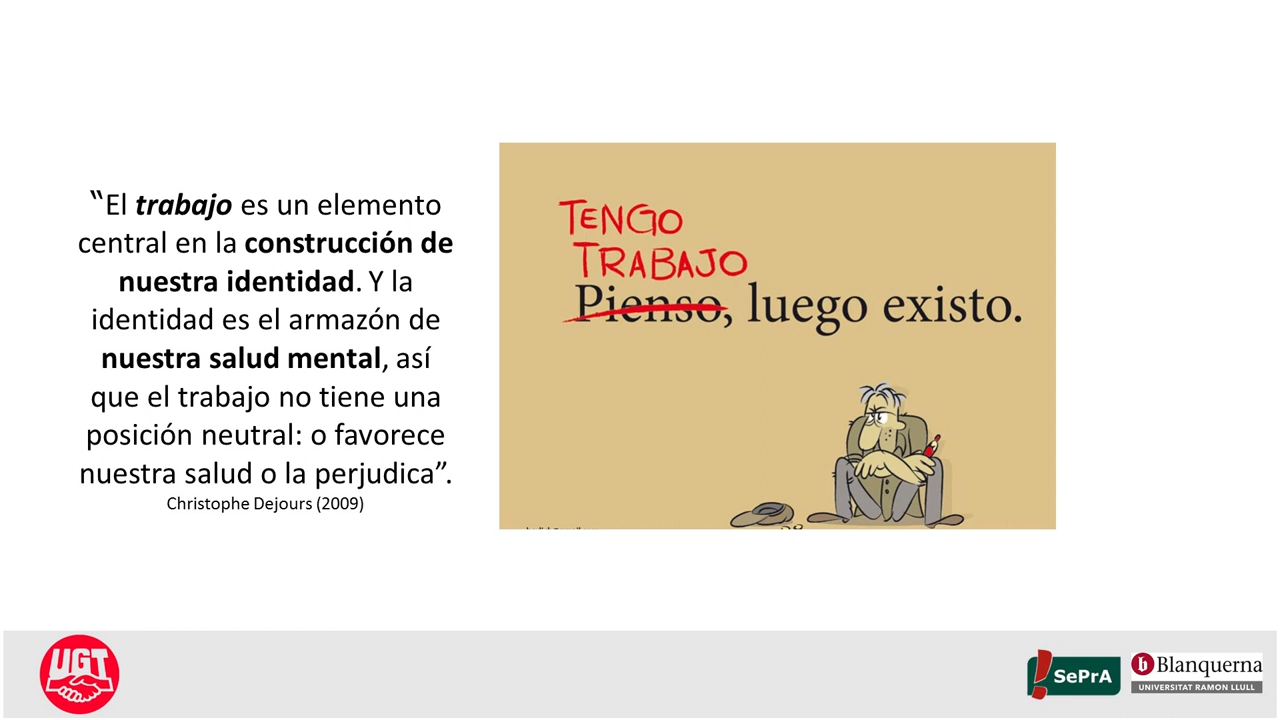 “El trabajo es un elemento
central en la construcción de
nuestra identidad. Y la
identidad es el armazón de
nuestra salud mental, así
que el trabajo no tiene una
posición neutral: o favorece
nuestra salud o la perjudica”.
Christophe Dejours (2009)
TENGO
TRABAJO
Pienso, luego existo.
UGT
SePrA
b Blanquerna
UNIVERSITAT RAMON LLULL